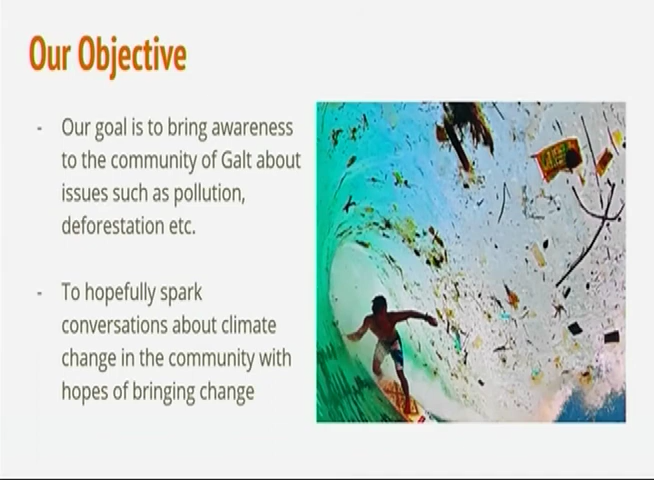 Our Objective
- Our goal is to bring awareness
to the community of Galt about
issues such as pollution,
deforestation etc.
- To hopefully spark
conversations about climate
change in the community with
hopes of bringing change